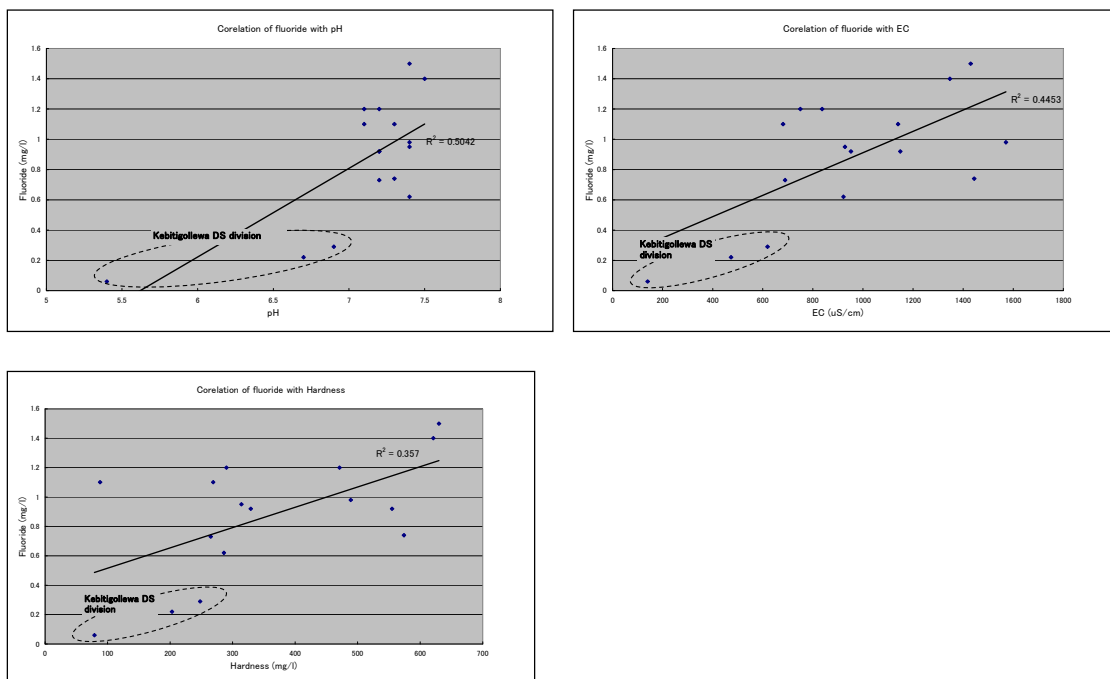 Corelation of fluoride with pH
1.6
1.4
1.2
1
0.8
0.6
0.4
0.2
0
Fluoride (mg/l)
R² = 0.5042
Kebitigollewa DS division
5 5.5 6 6.5 7 7.5 8
pH
Corelation of fluoride with EC
1.6
1.4
1.2
1
0.8
0.6
0.4
0.2
0
Fluoride (mg/l)
R² = 0.4453
Kebitigollewa DS
division
0 200 400 600 800 1000 1200 1400 1600 1800
EC (uS/cm)
Corelation of fluoride with Hardness
1.6
1.4
1.2
1
0.8
0.6
0.4
0.2
0
Fluoride (mg/l)
R² = 0.357
Kebitigollewa DS
division
0 100 200 300 400 500 600 700
Hardness (mg/l)